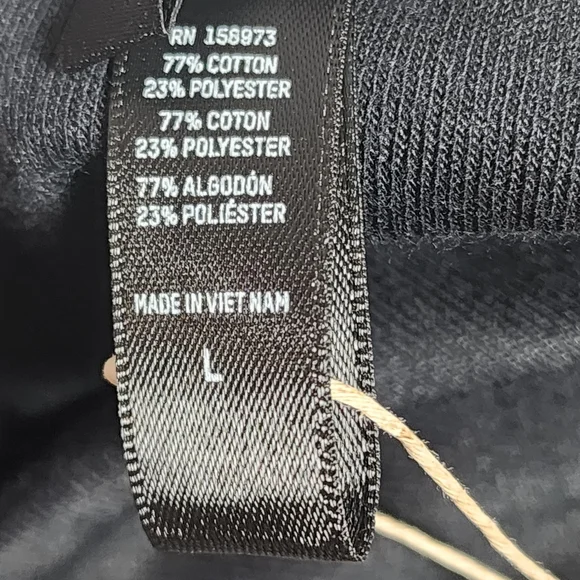 RN 158973
77% COTTON
23% POLYESTER
77% COTON
23% POLYESTER
77% ALGODÓN
23% POLIÉSTER
MADE IN VIET NAM
L